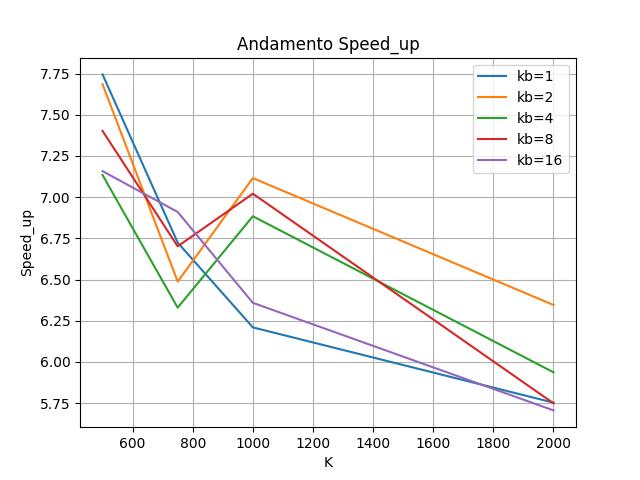 Andamento Speed_up
kb=1
kb=2
kb=4
kb=8
kb=16
Speed_up
7.75
7.50
7.25
7.00
6.75
6.50
6.25
6.00
5.75
600 800 1000 1200 1400 1600 1800 2000
K